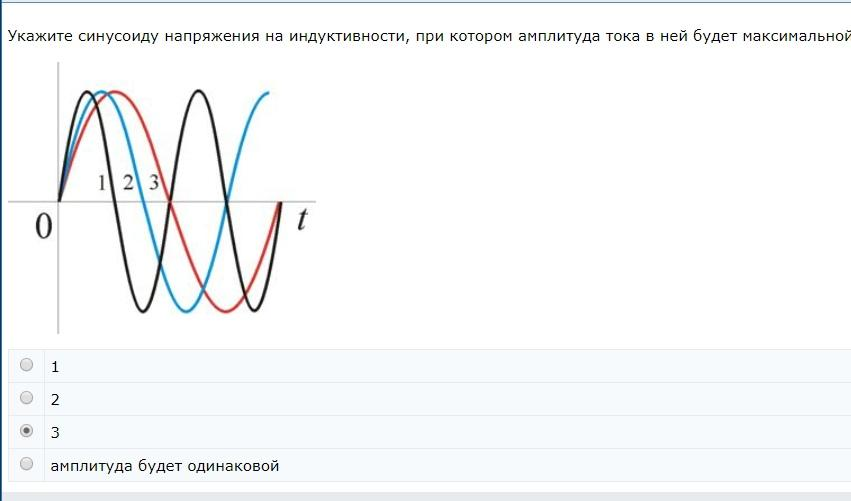 Укажите синусоиду напряжения на индуктивности, при котором амплитуда тока в ней будет максимальной
1 2 3
0 t
1
2
3
амплитуда будет одинаковой